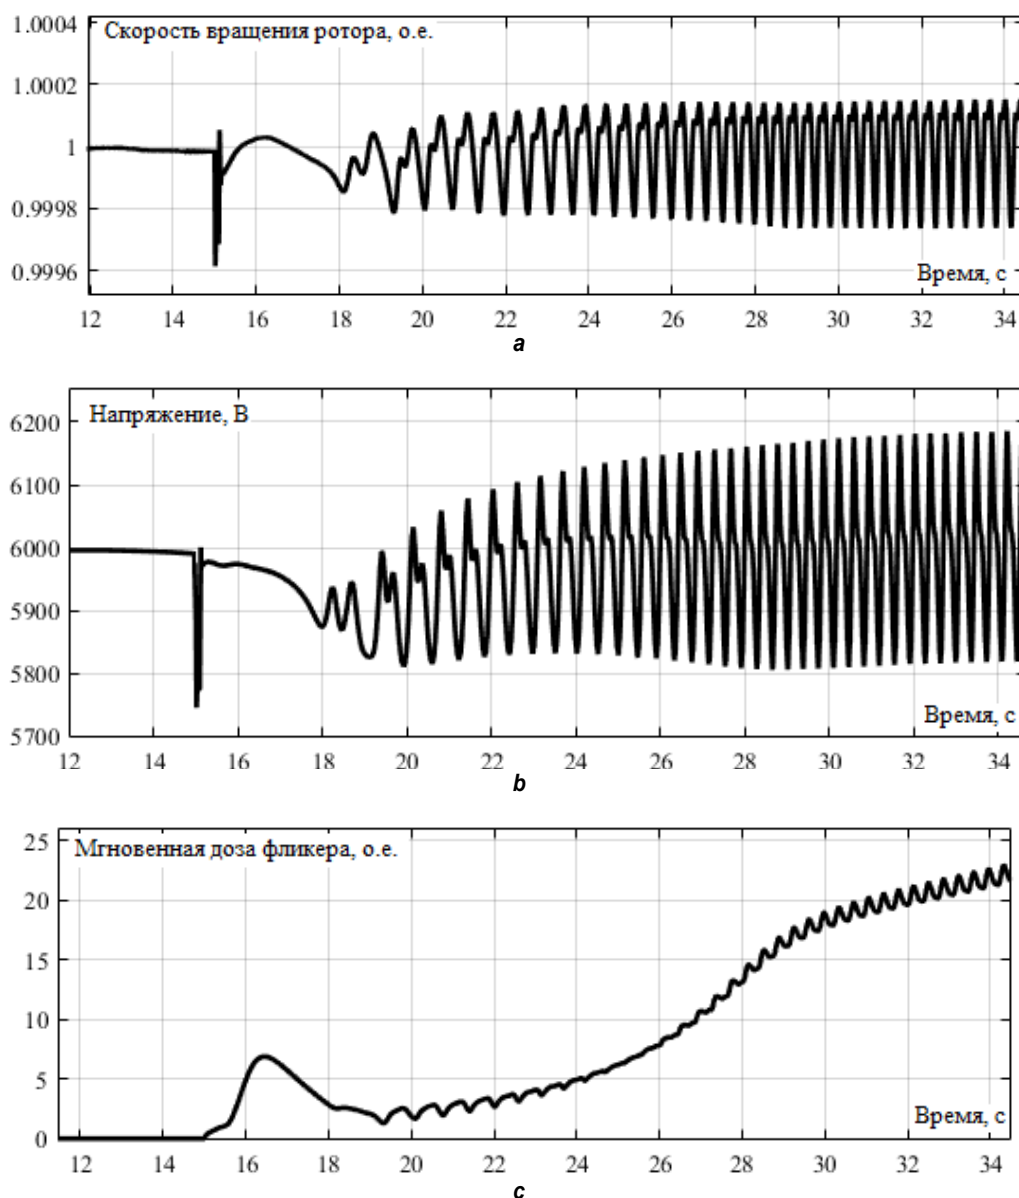 1.0004
Скорость вращения ротора, о.е.
1.0002
1
0.9998
0.9996
Время, с
12 14 16 18 20 22 24 26 28 30 32 34
a
6200
Напряжение, В
6100
6000
5900
5800
Время, с
5700
12 14 16 18 20 22 24 26 28 30 32 34
b
25
Мгновенная доза фликера, о.е.
20
15
10
5
Время, с
0
12 14 16 18 20 22 24 26 28 30 32 34
c